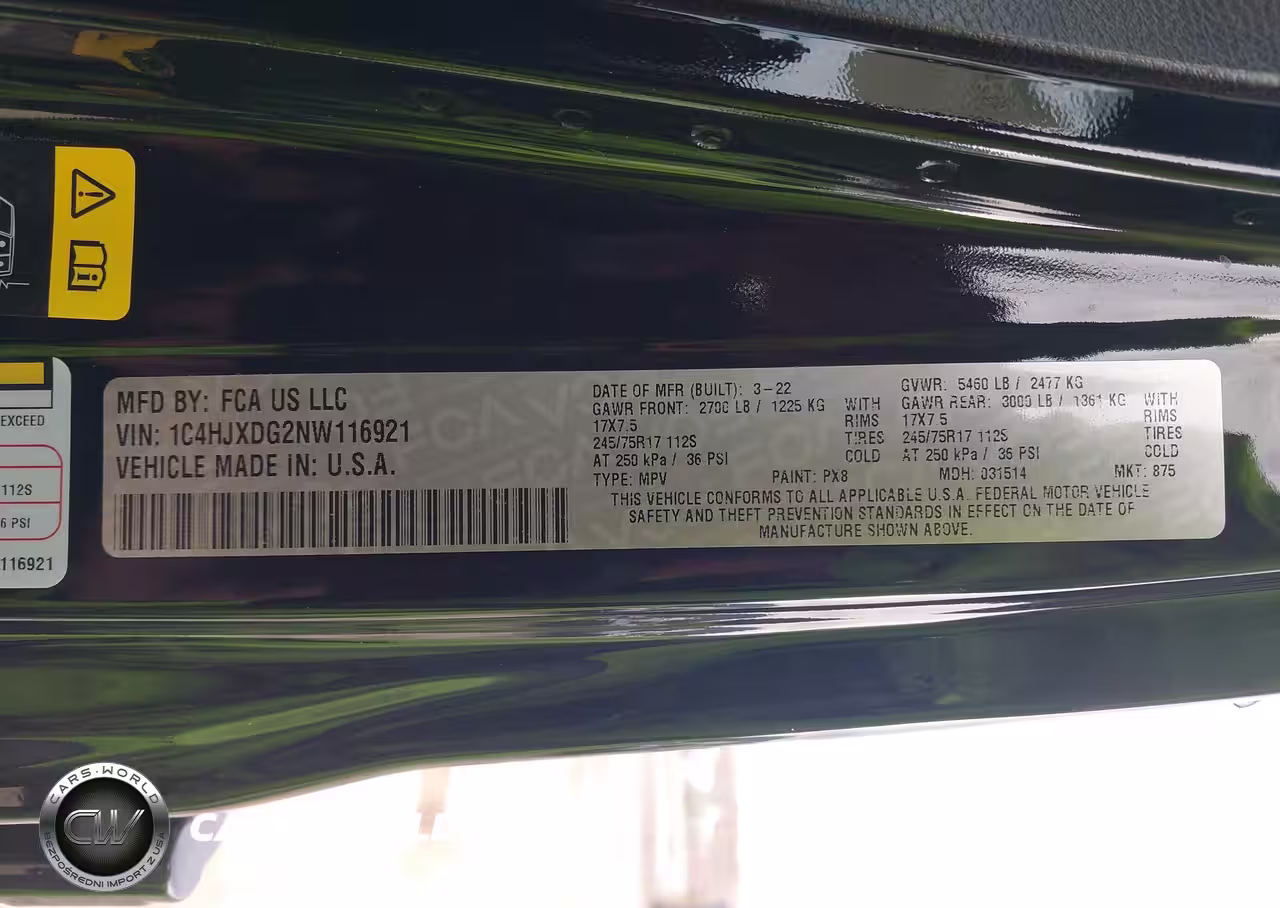 EXCEED
112S
6 PSI
116921
MFD BY: FCA US LLC
VIN: 1C4HJXDG2NW116921
VEHICLE MADE IN: U.S.A.
DATE OF MFR (BUILT): 3-22
GAWR FRONT: 2700 LB / 1225 KG WITH
17X7.5 RIMS
245/75R17 112S TIRES
AT 250 kPa / 36 PSI COLD
GVWR: 5460 LB / 2477 KG
GAWR REAR: 3000 LB / 1361 KG WITH
17X7.5 RIMS
245/75R17 112S TIRES
AT 250 kPa / 36 PSI COLD
TYPE: MPV PAINT: PX8 MDH: 031514 MKT: 875
THIS VEHICLE CONFORMS TO ALL APPLICABLE U.S.A. FEDERAL MOTOR VEHICLE
SAFETY AND THEFT PREVENTION STANDARDS IN EFFECT ON THE DATE OF
MANUFACTURE SHOWN ABOVE.
CARS·WORLD
CW
BEZPOŚREDNI IMPORT Z USA